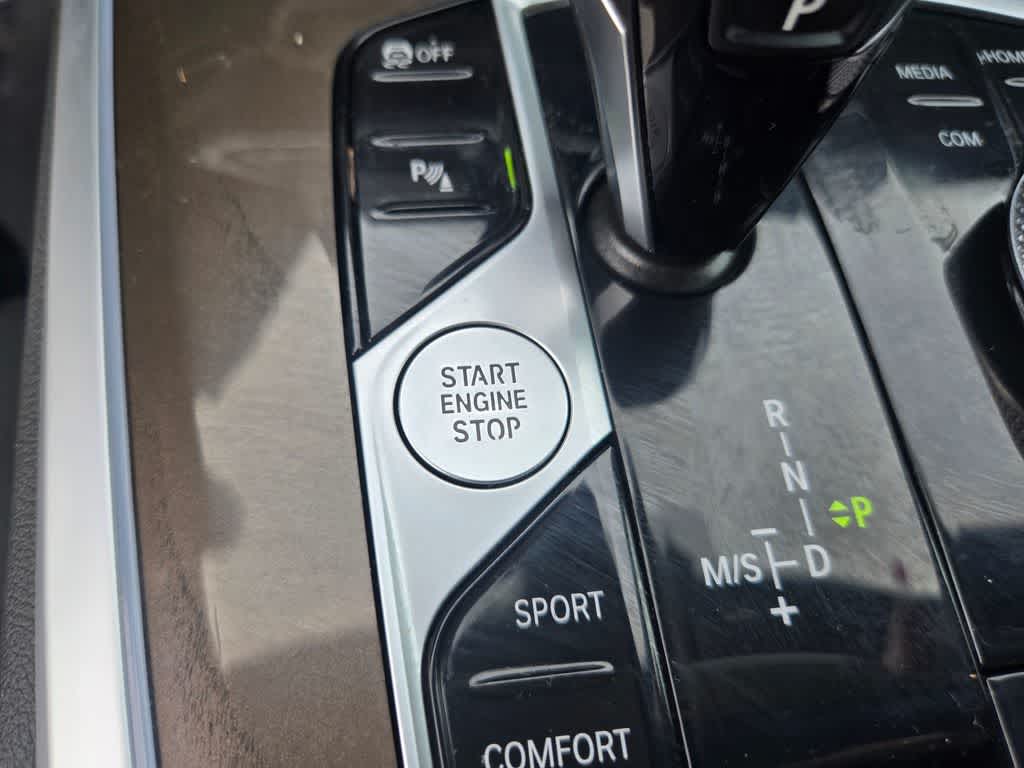 OFF
P
P
MEDIA
HOME
COM
START
ENGINE
STOP
R
N
P
M/S
D
−
+
SPORT
COMFORT